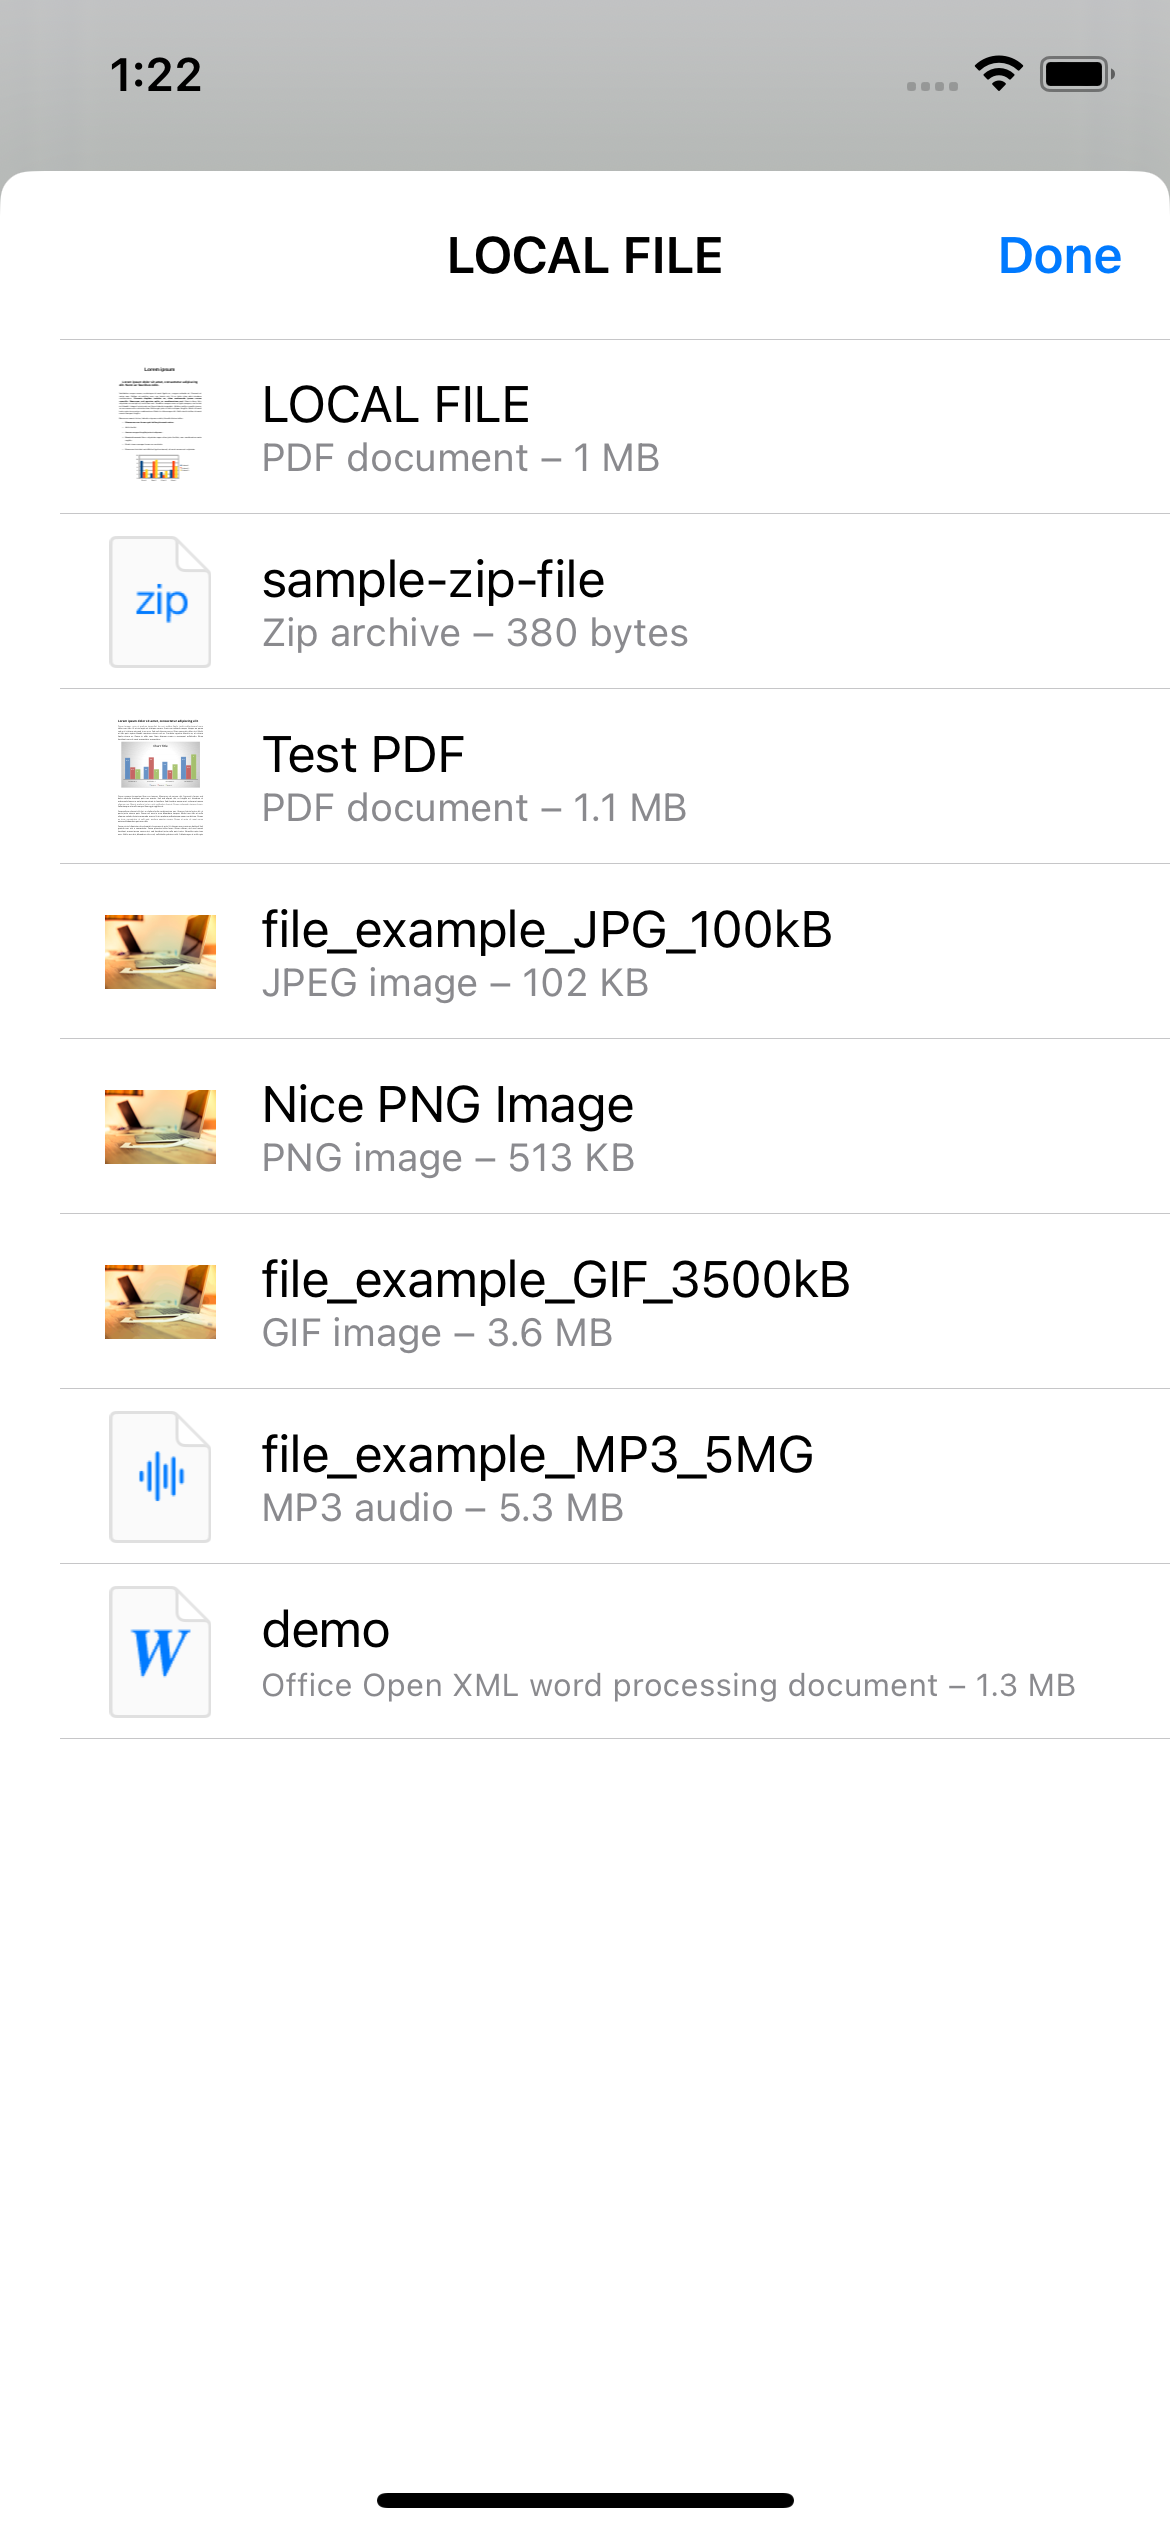 1:22
LOCAL FILE
Done
Lorem ipsum
LOCAL FILE
PDF document – 1 MB
zip
sample-zip-file
Zip archive – 380 bytes
Test PDF
PDF document – 1.1 MB
file_example_JPG_100kB
JPEG image – 102 KB
Nice PNG Image
PNG image – 513 KB
file_example_GIF_3500kB
GIF image – 3.6 MB
file_example_MP3_5MG
MP3 audio – 5.3 MB
W
demo
Office Open XML word processing document – 1.3 MB